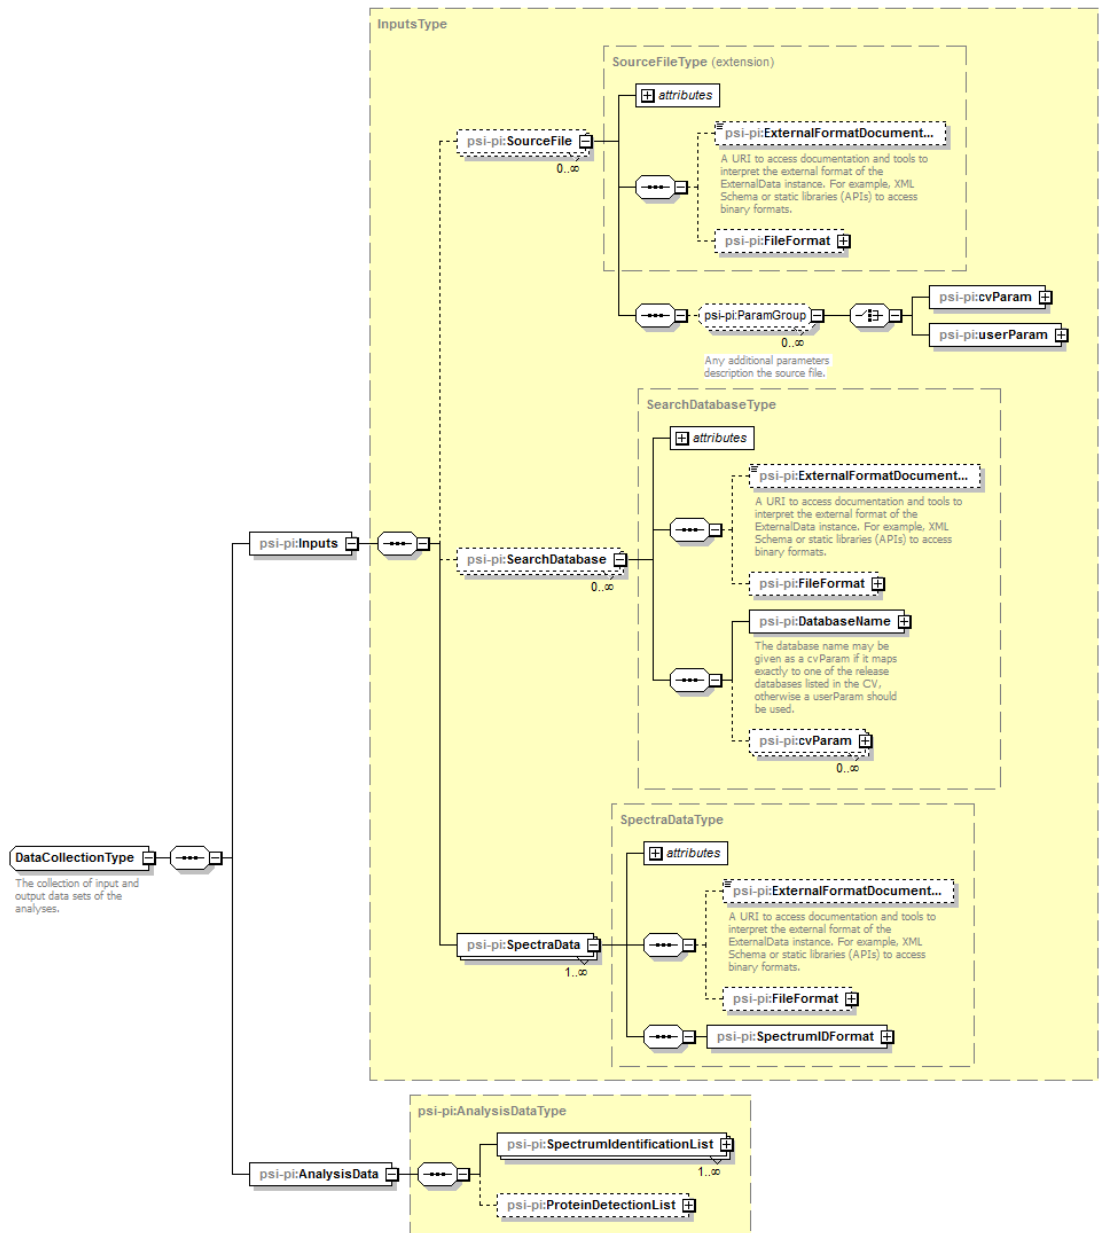 InputsType
SourceFileType (extension)
attributes
psi-pi:SourceFile
0..∞
psi-pi:ExternalFormatDocument...
A URI to access documentation and tools to
interpret the external format of the
ExternalData instance. For example, XML
Schema or static libraries (APIs) to access
binary formats.
psi-pi:FileFormat
psi-pi:ParamGroup
0..∞
Any additional parameters
description the source file.
psi-pi:cvParam
psi-pi:userParam
SearchDatabaseType
attributes
psi-pi:ExternalFormatDocument...
A URI to access documentation and tools to
interpret the external format of the
ExternalData instance. For example, XML
Schema or static libraries (APIs) to access
binary formats.
psi-pi:Inputs
psi-pi:SearchDatabase
0..∞
psi-pi:FileFormat
psi-pi:DatabaseName
The database name may be
given as a cvParam if it maps
exactly to one of the release
databases listed in the CV,
otherwise a userParam should
be used.
psi-pi:cvParam
0..∞
SpectraDataType
attributes
DataCollectionType
The collection of input and
output data sets of the
analyses.
psi-pi:ExternalFormatDocument...
A URI to access documentation and tools to
interpret the external format of the
ExternalData instance. For example, XML
Schema or static libraries (APIs) to access
binary formats.
psi-pi:SpectraData
1..∞
psi-pi:FileFormat
psi-pi:SpectrumIDFormat
psi-pi:AnalysisDataType
psi-pi:SpectrumIdentificationList
1..∞
psi-pi:AnalysisData
psi-pi:ProteinDetectionList